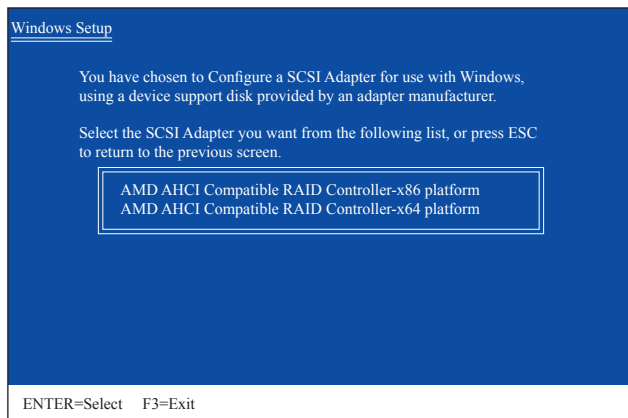 Windows Setup
You have chosen to Configure a SCSI Adapter for use with Windows,
using a device support disk provided by an adapter manufacturer.
Select the SCSI Adapter you want from the following list, or press ESC
to return to the previous screen.
AMD AHCI Compatible RAID Controller-x86 platform
AMD AHCI Compatible RAID Controller-x64 platform
ENTER=Select F3=Exit